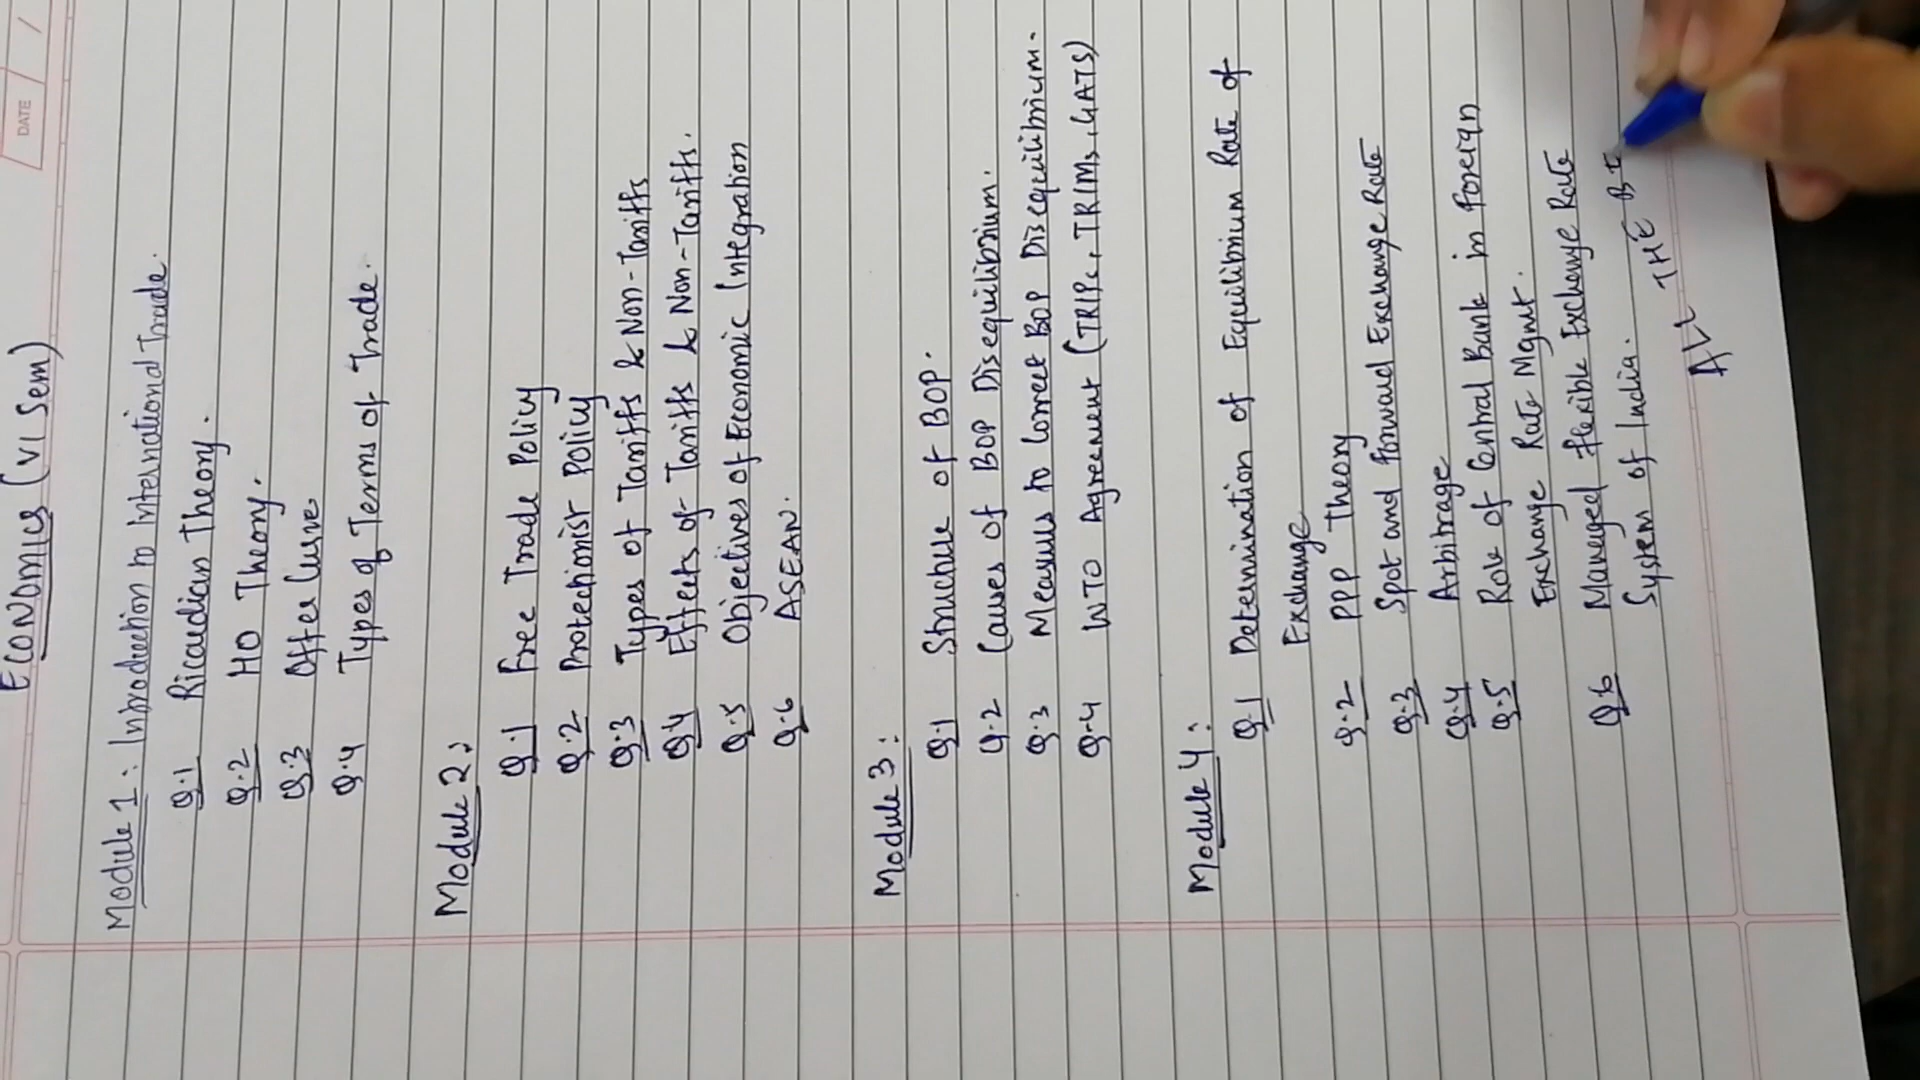 DATE / /
ECONOMICS (VI Sem)
Module 1: Introduction to International Trade.
Q.1 Ricardian Theory.
Q.2 HO Theory.
Q.3 Offer Curve
Q.4 Types of Terms of Trade.
Module 2:
Q.1 Free Trade Policy
Q.2 Protectionist Policy
Q.3 Types of Tariffs & Non-Tariffs
Q.4 Effects of Tariffs & Non-Tariffs.
Q.5 Objectives of Economic Integration
Q.6 ASEAN.
Module 3:
Q.1 Structure of BOP.
Q.2 Causes of BOP Disequilibrium.
Q.3 Measures to Correct BOP Disequilibrium.
Q.4 WTO Agreement (TRIPs, TRIMs, GATS)
Module 4:
Q.1 Determination of Equilibrium Rate of
Exchange
Q.2 PPP Theory
Q.3 Spot and Forward Exchange Rate
Q.4 Arbitrage
Q.5 Role of Central Bank in Foreign
Exchange Rate Mgmt.
Q.6 Managed flexible Exchange Rate
System of India.
ALL THE BE